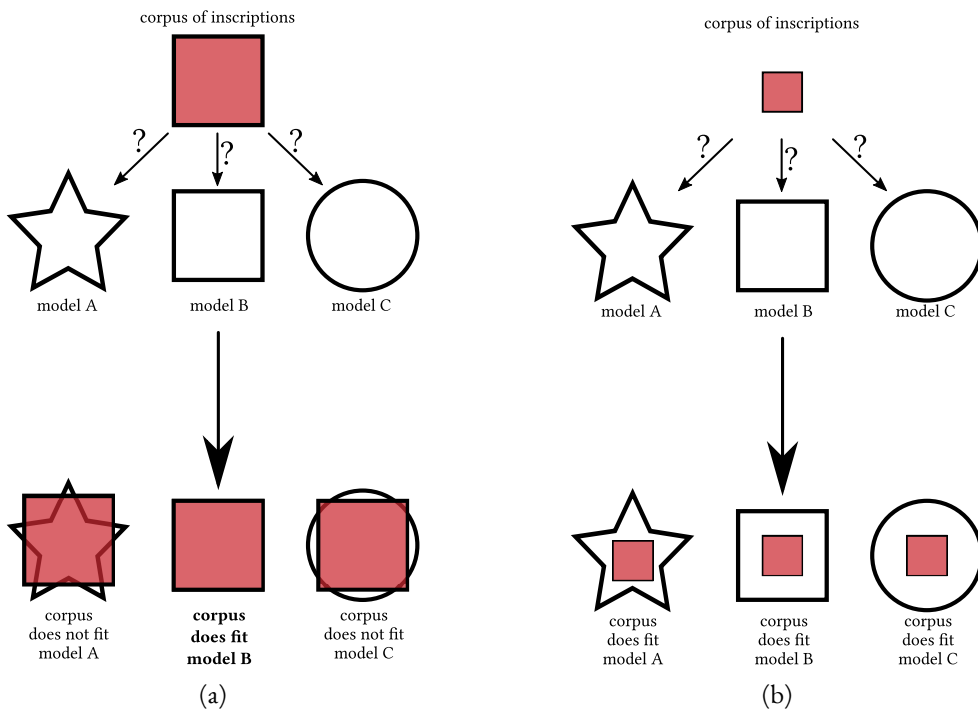 corpus of inscriptions
?
?
?
model A
model B
model C
corpus
does not fit
model A
corpus
does fit
model B
corpus
does not fit
model C
(a)
corpus of inscriptions
?
?
?
model A
model B
model C
corpus
does fit
model A
corpus
does fit
model B
corpus
does fit
model C
(b)